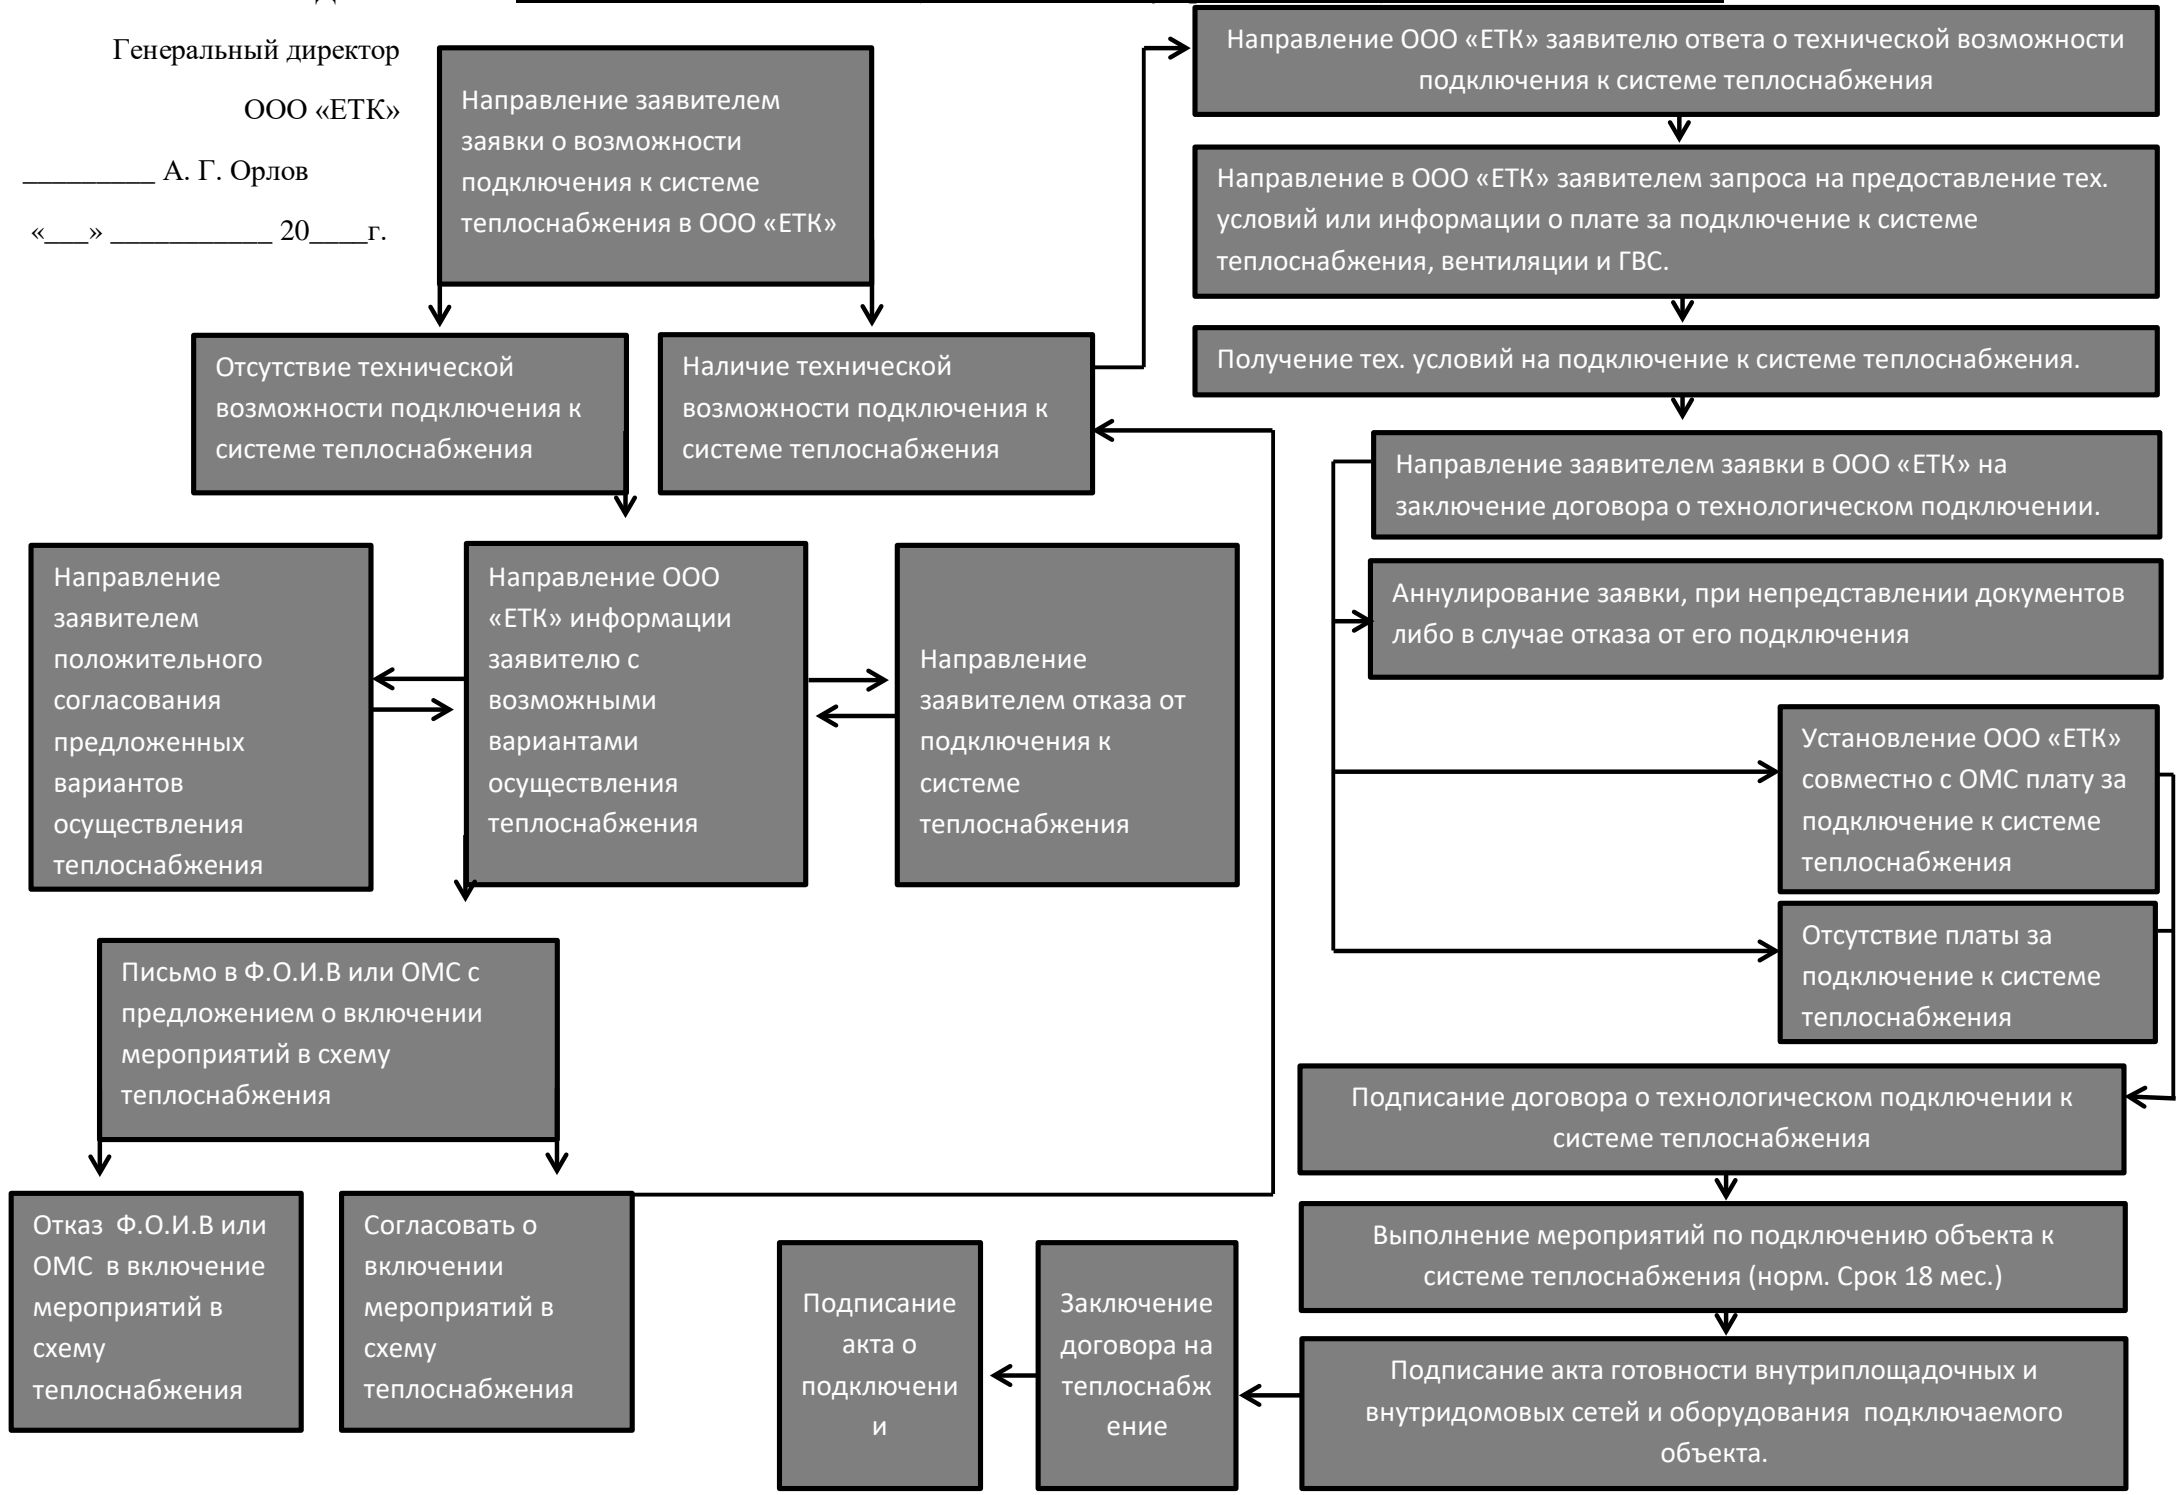 Генеральный директор
ООО «ЕТК»
_________ А. Г. Орлов
«___» ___________ 20____г.
Направление заявителем
заявки о возможности
подключения к системе
теплоснабжения в ООО «ЕТК»
Направление ООО «ЕТК» заявителю ответа о технической возможности
подключения к системе теплоснабжения
Направление в ООО «ЕТК» заявителем запроса на предоставление тех.
условий или информации о плате за подключение к системе
теплоснабжения, вентиляции и ГВС.
Получение тех. условий на подключение к системе теплоснабжения.
Отсутствие технической
возможности подключения к
системе теплоснабжения
Наличие технической
возможности подключения к
системе теплоснабжения
Направление заявителем заявки в ООО «ЕТК» на
заключение договора о технологическом подключении.
Аннулирование заявки, при непредставлении документов
либо в случае отказа от его подключения
Направление
заявителем
положительного
согласования
предложенных
вариантов
осуществления
теплоснабжения
Направление ООО
«ЕТК» информации
заявителю с
возможными
вариантами
осуществления
теплоснабжения
Направление
заявителем отказа от
подключения к
системе
теплоснабжения
Установление ООО «ЕТК»
совместно с ОМС плату за
подключение к системе
теплоснабжения
Отсутствие платы за
подключение к системе
теплоснабжения
Письмо в Ф.О.И.В или ОМС с
предложением о включении
мероприятий в схему
теплоснабжения
Подписание договора о технологическом подключении к
системе теплоснабжения
Отказ  Ф.О.И.В или
ОМС  в включение
мероприятий в
схему
теплоснабжения
Согласовать о
включении
мероприятий в
схему
теплоснабжения
Выполнение мероприятий по подключению объекта к
системе теплоснабжения (норм. Срок 18 мес.)
Подписание
акта о
подключени
и
Заключение
договора на
теплоснабж
ение
Подписание акта готовности внутриплощадочных и
внутридомовых сетей и оборудования  подключаемого
объекта.